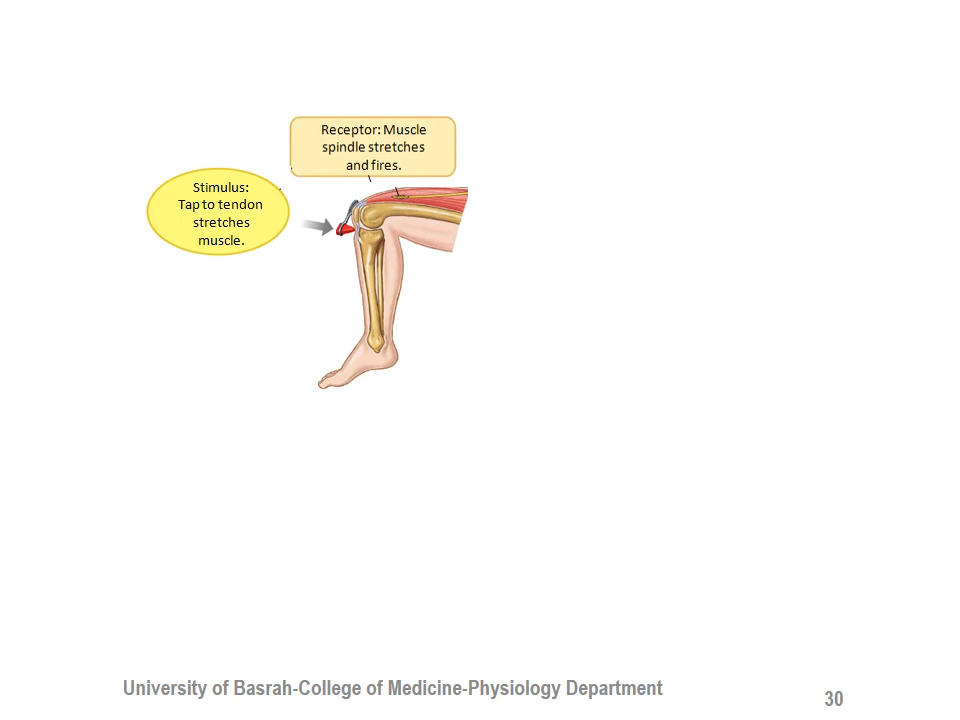 Receptor: Muscle
spindle stretches
and fires.
Stimulus:
Tap to tendon
stretches
muscle.
University of Basrah-College of Medicine-Physiology Department
30